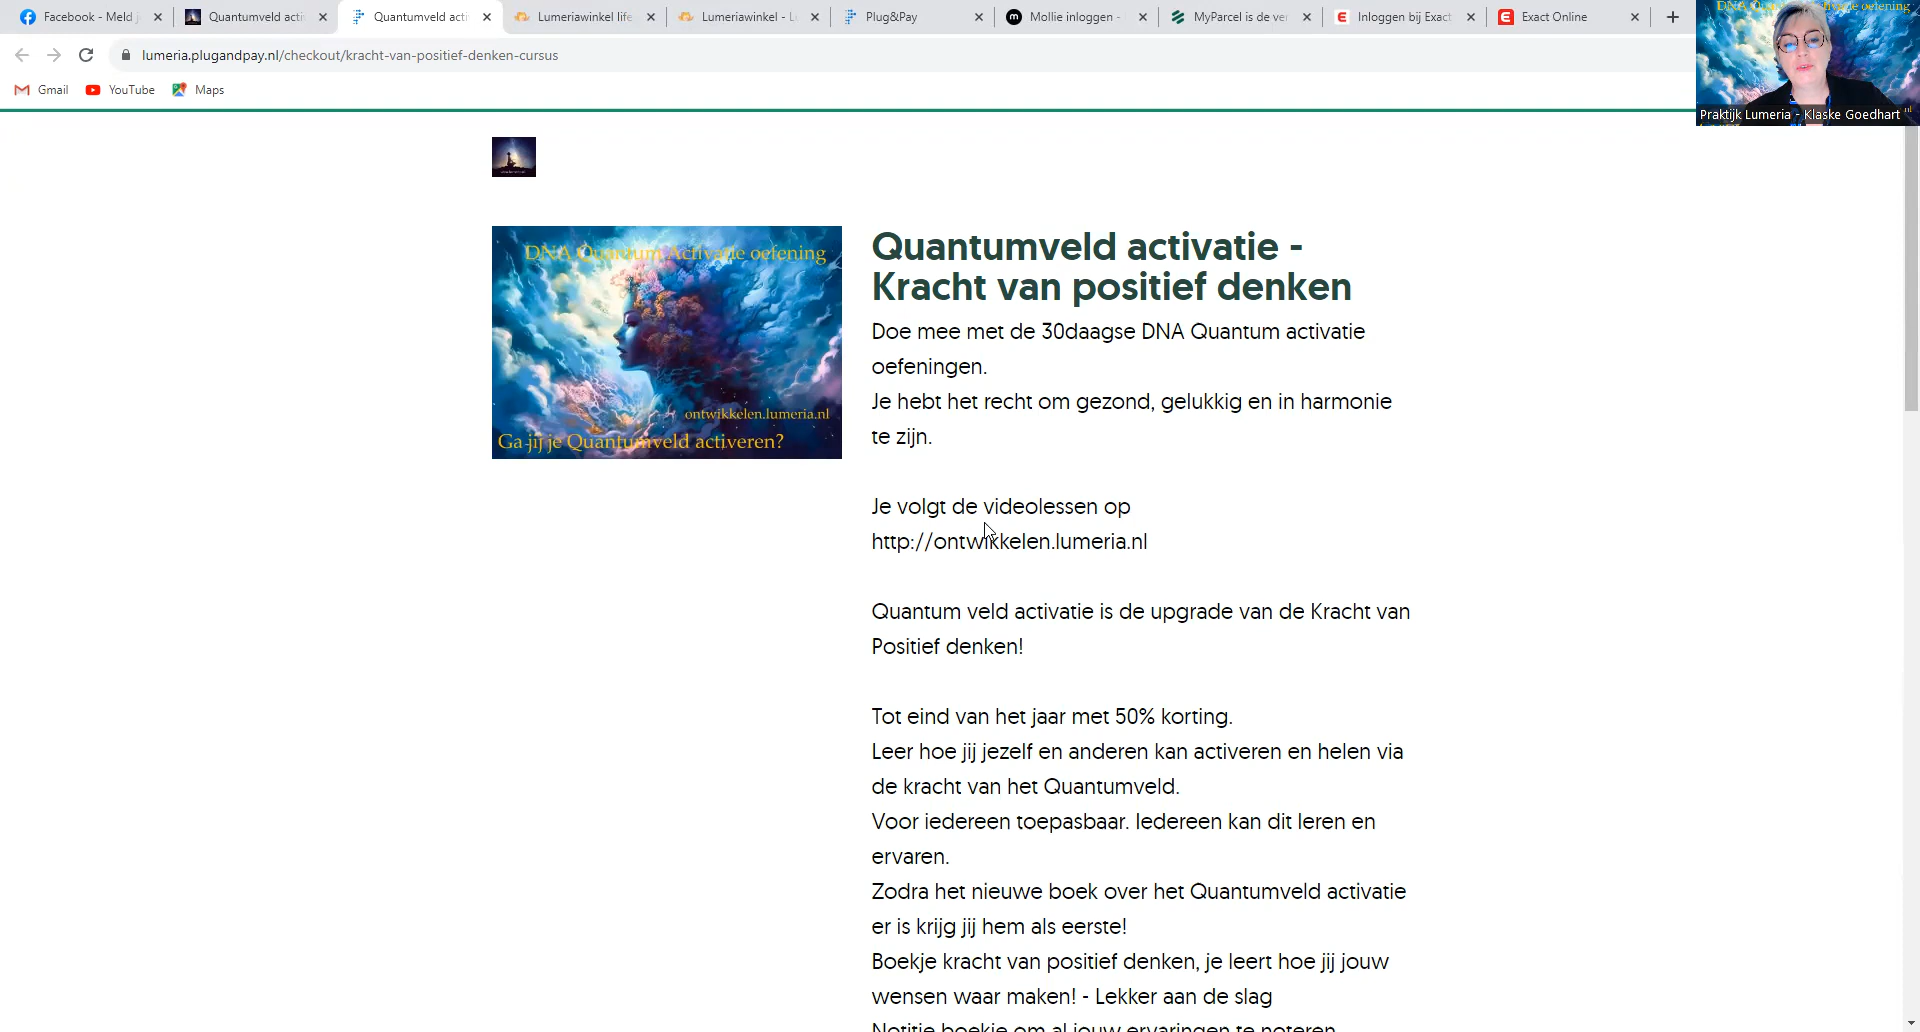 Facebook - Meld j
Quantumveld acti
Quantumveld acti
Lumeriawinkel life
Lumeriawinkel - L
Plug&Pay
Mollie inloggen -
MyParcel is de ver
Inloggen bij Exact
Exact Online
lumeria.plugandpay.nl/checkout/kracht-van-positief-denken-cursus
Gmail
YouTube
Maps
Praktijk Lumeria - Klaske Goedhart
DNA Quantum Activatie oefening
ontwikkelen.lumeria.nl
Ga jij je Quantumveld activeren?
Quantumveld activatie -
Kracht van positief denken
Doe mee met de 30daagse DNA Quantum activatie
oefeningen.
Je hebt het recht om gezond, gelukkig en in harmonie
te zijn.
Je volgt de videolessen op
http://ontwikkelen.lumeria.nl
Quantum veld activatie is de upgrade van de Kracht van
Positief denken!
Tot eind van het jaar met 50% korting.
Leer hoe jij jezelf en anderen kan activeren en helen via
de kracht van het Quantumveld.
Voor iedereen toepasbaar. Iedereen kan dit leren en
ervaren.
Zodra het nieuwe boek over het Quantumveld activatie
er is krijg jij hem als eerste!
Boekje kracht van positief denken, je leert hoe jij jouw
wensen waar maken! - Lekker aan de slag
Notitie boekje om al jouw ervaringen te noteren